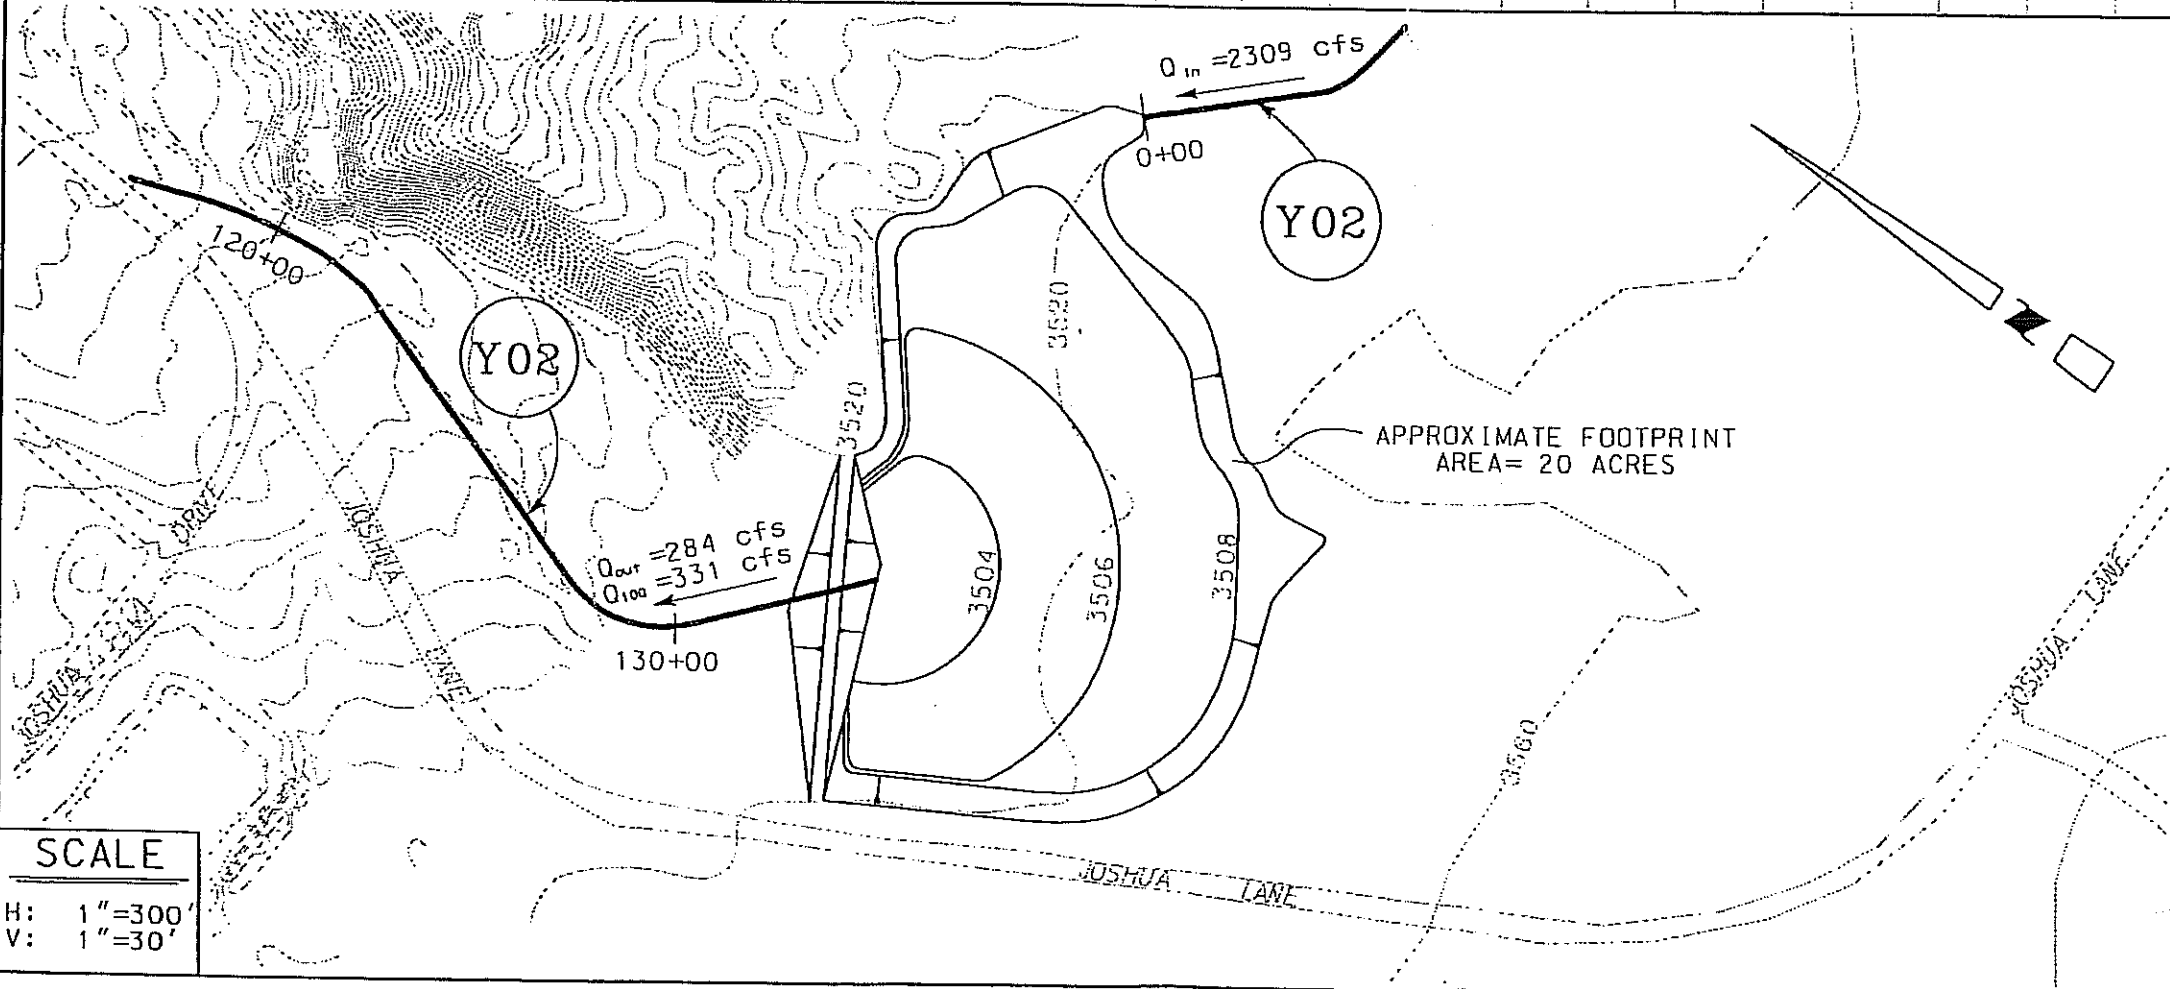 Q in =2309 cfs
0+00
Y02
120+00
Y02
3520
3520
APPROXIMATE FOOTPRINT
AREA= 20 ACRES
DRIVE
JOSHUA
LANE
Qout =284 cfs
Q100 =331 cfs
130+00
3504
3506
3508
JOSHUA
LANE
JOSHUA
3560
JOSHUA LANE
N
SCALE
H: 1"=300'
V: 1"=30'